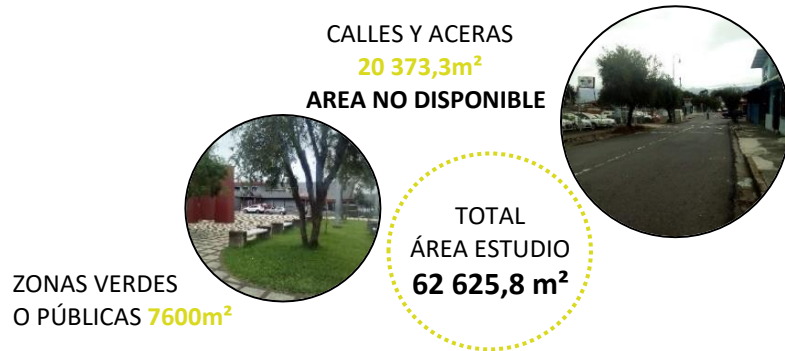 CALLES Y ACERAS
20 373,3m²
AREA NO DISPONIBLE
TOTAL
ÁREA ESTUDIO
62 625,8 m²
ZONAS VERDES
O PÚBLICAS 7600m²